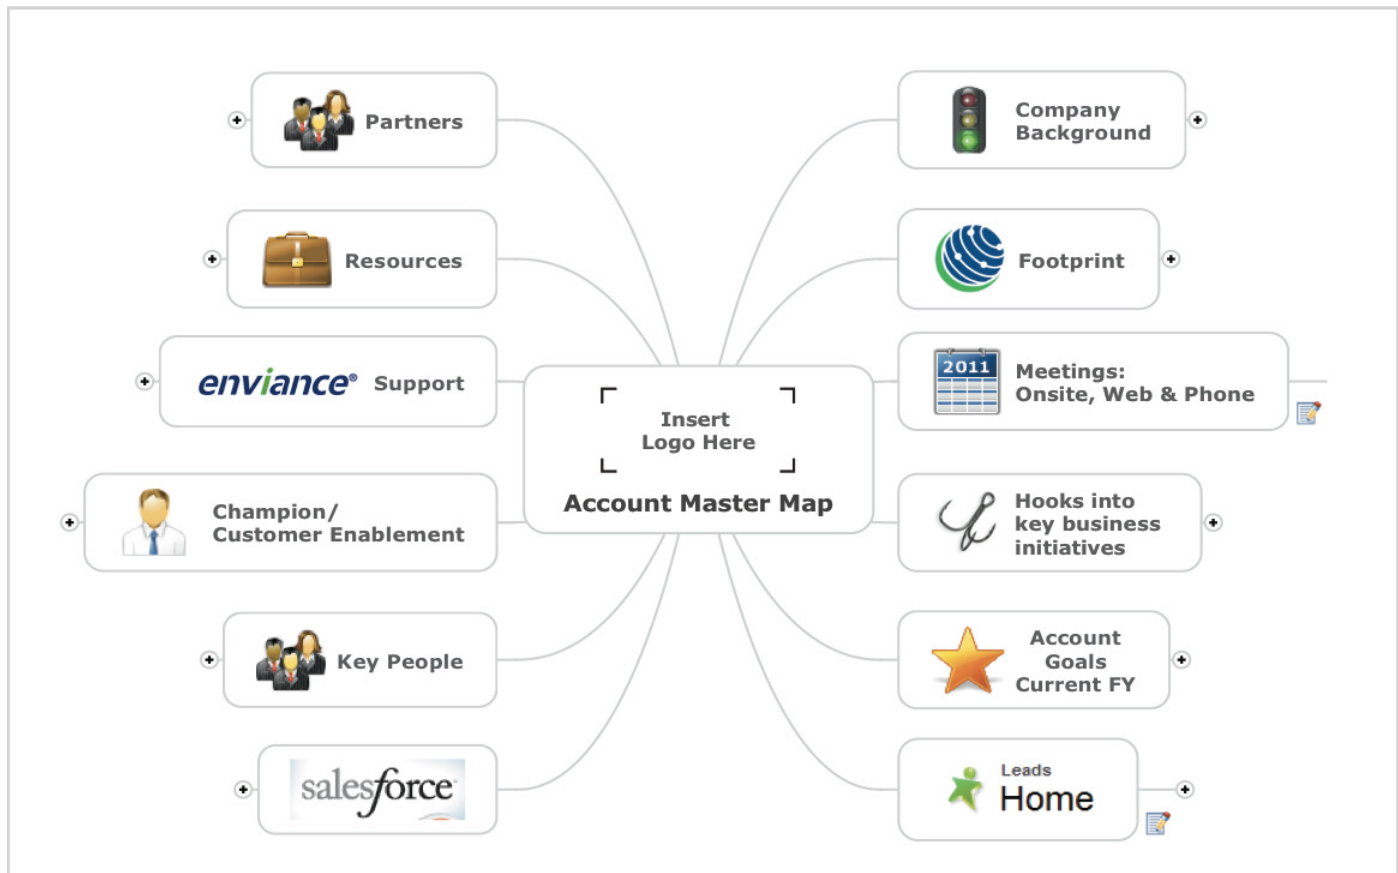 Partners
Resources
enviance® Support
Champion/
Customer Enablement
Key People
salesforce
Insert
Logo Here
Account Master Map
Company
Background
Footprint
2011
Meetings:
Onsite, Web & Phone
Hooks into
key business
initiatives
Account
Goals
Current FY
Leads
Home